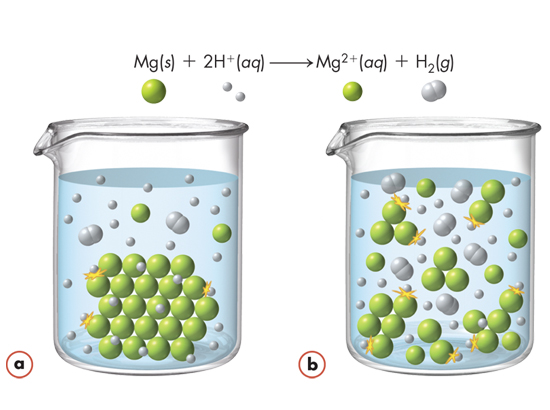 Mg(s) + 2H⁺(aq) ⟶ Mg²⁺(aq) + H₂(g)
a
b